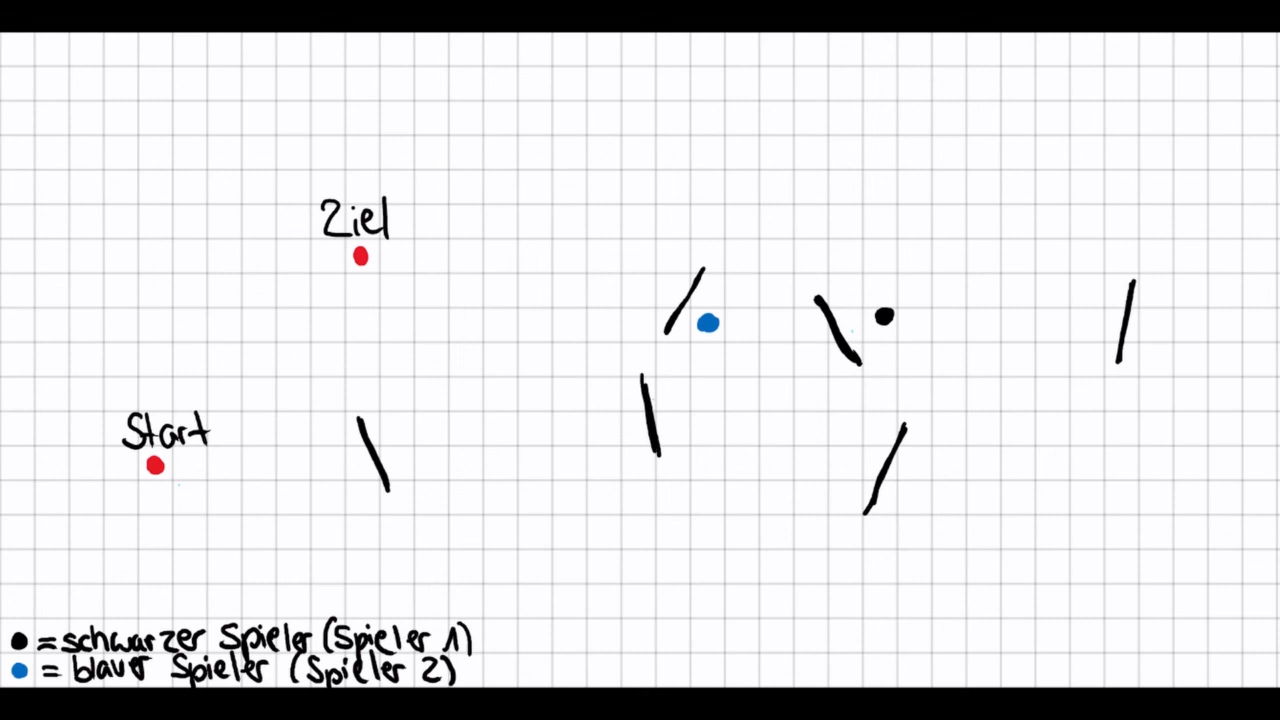 Ziel
Start
= schwarzer Spieler (Spieler 1)
= blauer Spieler (Spieler 2)